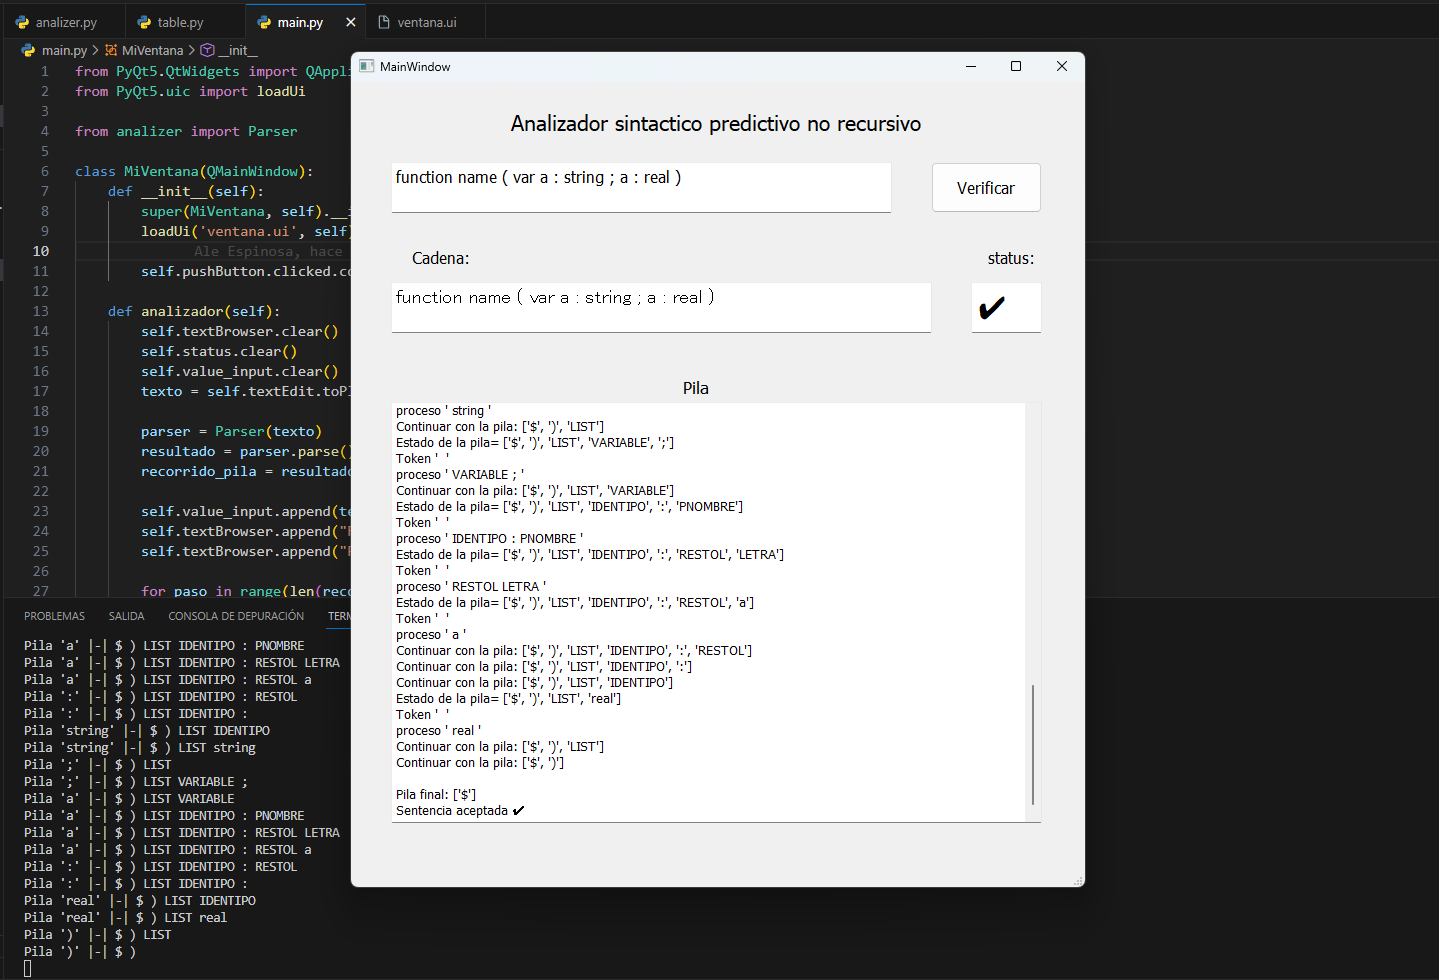 analizer.py table.py main.py ventana.ui
main.py > MiVentana > __init__
1 from PyQt5.QtWidgets import QAppli
2 from PyQt5.uic import loadUi
3
4 from analizer import Parser
5
6 class MiVentana(QMainWindow):
7 def __init__(self):
8 super(MiVentana, self).__i
9 loadUi('ventana.ui', self)
10 Ale Espinosa, hace
11 self.pushButton.clicked.co
12
13 def analizador(self):
14 self.textBrowser.clear()
15 self.status.clear()
16 self.value_input.clear()
17 texto = self.textEdit.toPl
18
19 parser = Parser(texto)
20 resultado = parser.parse()
21 recorrido_pila = resultado
22
23 self.value_input.append(te
24 self.textBrowser.append("P
25 self.textBrowser.append("P
26
27 for paso in range(len(reco
PROBLEMAS SALIDA CONSOLA DE DEPURACIÓN TERM
Pila 'a' |-| $ ) LIST IDENTIPO : PNOMBRE
Pila 'a' |-| $ ) LIST IDENTIPO : RESTOL LETRA
Pila 'a' |-| $ ) LIST IDENTIPO : RESTOL a
Pila ':' |-| $ ) LIST IDENTIPO : RESTOL
Pila ':' |-| $ ) LIST IDENTIPO :
Pila 'string' |-| $ ) LIST IDENTIPO
Pila 'string' |-| $ ) LIST string
Pila ';' |-| $ ) LIST
Pila ';' |-| $ ) LIST VARIABLE ;
Pila 'a' |-| $ ) LIST VARIABLE
Pila 'a' |-| $ ) LIST IDENTIPO : PNOMBRE
Pila 'a' |-| $ ) LIST IDENTIPO : RESTOL LETRA
Pila 'a' |-| $ ) LIST IDENTIPO : RESTOL a
Pila ':' |-| $ ) LIST IDENTIPO : RESTOL
Pila ':' |-| $ ) LIST IDENTIPO :
Pila 'real' |-| $ ) LIST IDENTIPO
Pila 'real' |-| $ ) LIST real
Pila ')' |-| $ ) LIST
Pila ')' |-| $ )
MainWindow
Analizador sintactico predictivo no recursivo
function name ( var a : string ; a : real )
Verificar
Cadena:
status:
function name ( var a : string ; a : real )
✔
Pila
proceso ' string '
Continuar con la pila: ['$', ')', 'LIST']
Estado de la pila= ['$', ')', 'LIST', 'VARIABLE', ';']
Token ' '
proceso ' VARIABLE ; '
Continuar con la pila: ['$', ')', 'LIST', 'VARIABLE']
Estado de la pila= ['$', ')', 'LIST', 'IDENTIPO', ':', 'PNOMBRE']
Token ' '
proceso ' IDENTIPO : PNOMBRE '
Estado de la pila= ['$', ')', 'LIST', 'IDENTIPO', ':', 'RESTOL', 'LETRA']
Token ' '
proceso ' RESTOL LETRA '
Estado de la pila= ['$', ')', 'LIST', 'IDENTIPO', ':', 'RESTOL', 'a']
Token ' '
proceso ' a '
Continuar con la pila: ['$', ')', 'LIST', 'IDENTIPO', ':', 'RESTOL']
Continuar con la pila: ['$', ')', 'LIST', 'IDENTIPO', ':']
Continuar con la pila: ['$', ')', 'LIST', 'IDENTIPO']
Estado de la pila= ['$', ')', 'LIST', 'real']
Token ' '
proceso ' real '
Continuar con la pila: ['$', ')', 'LIST']
Continuar con la pila: ['$', ')']
Pila final: ['$']
Sentencia aceptada ✔